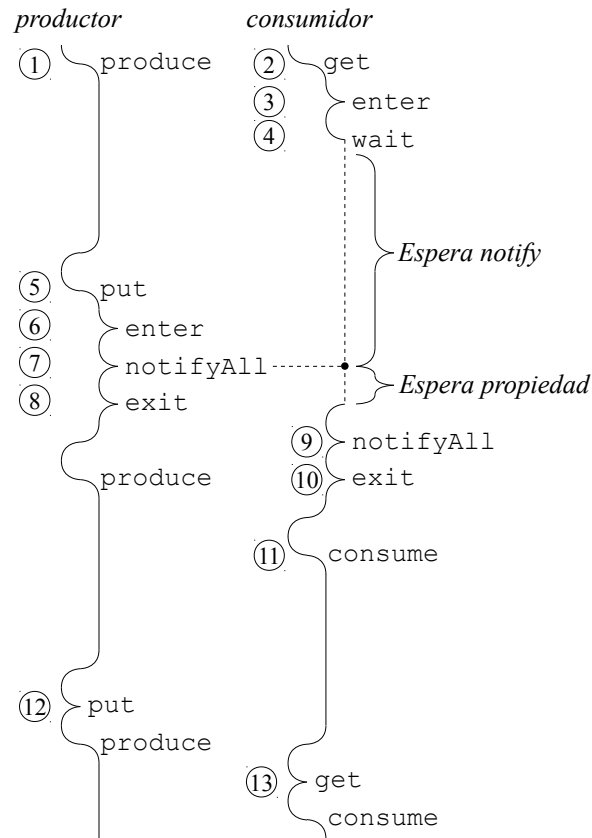 productor consumidor
1 produce 2 get
3 enter
4 wait
Espera notify
5 put
6 enter
7 notifyAll
Espera propiedad
8 exit
9 notifyAll
produce 10 exit
11 consume
12 put
produce
13 get
consume